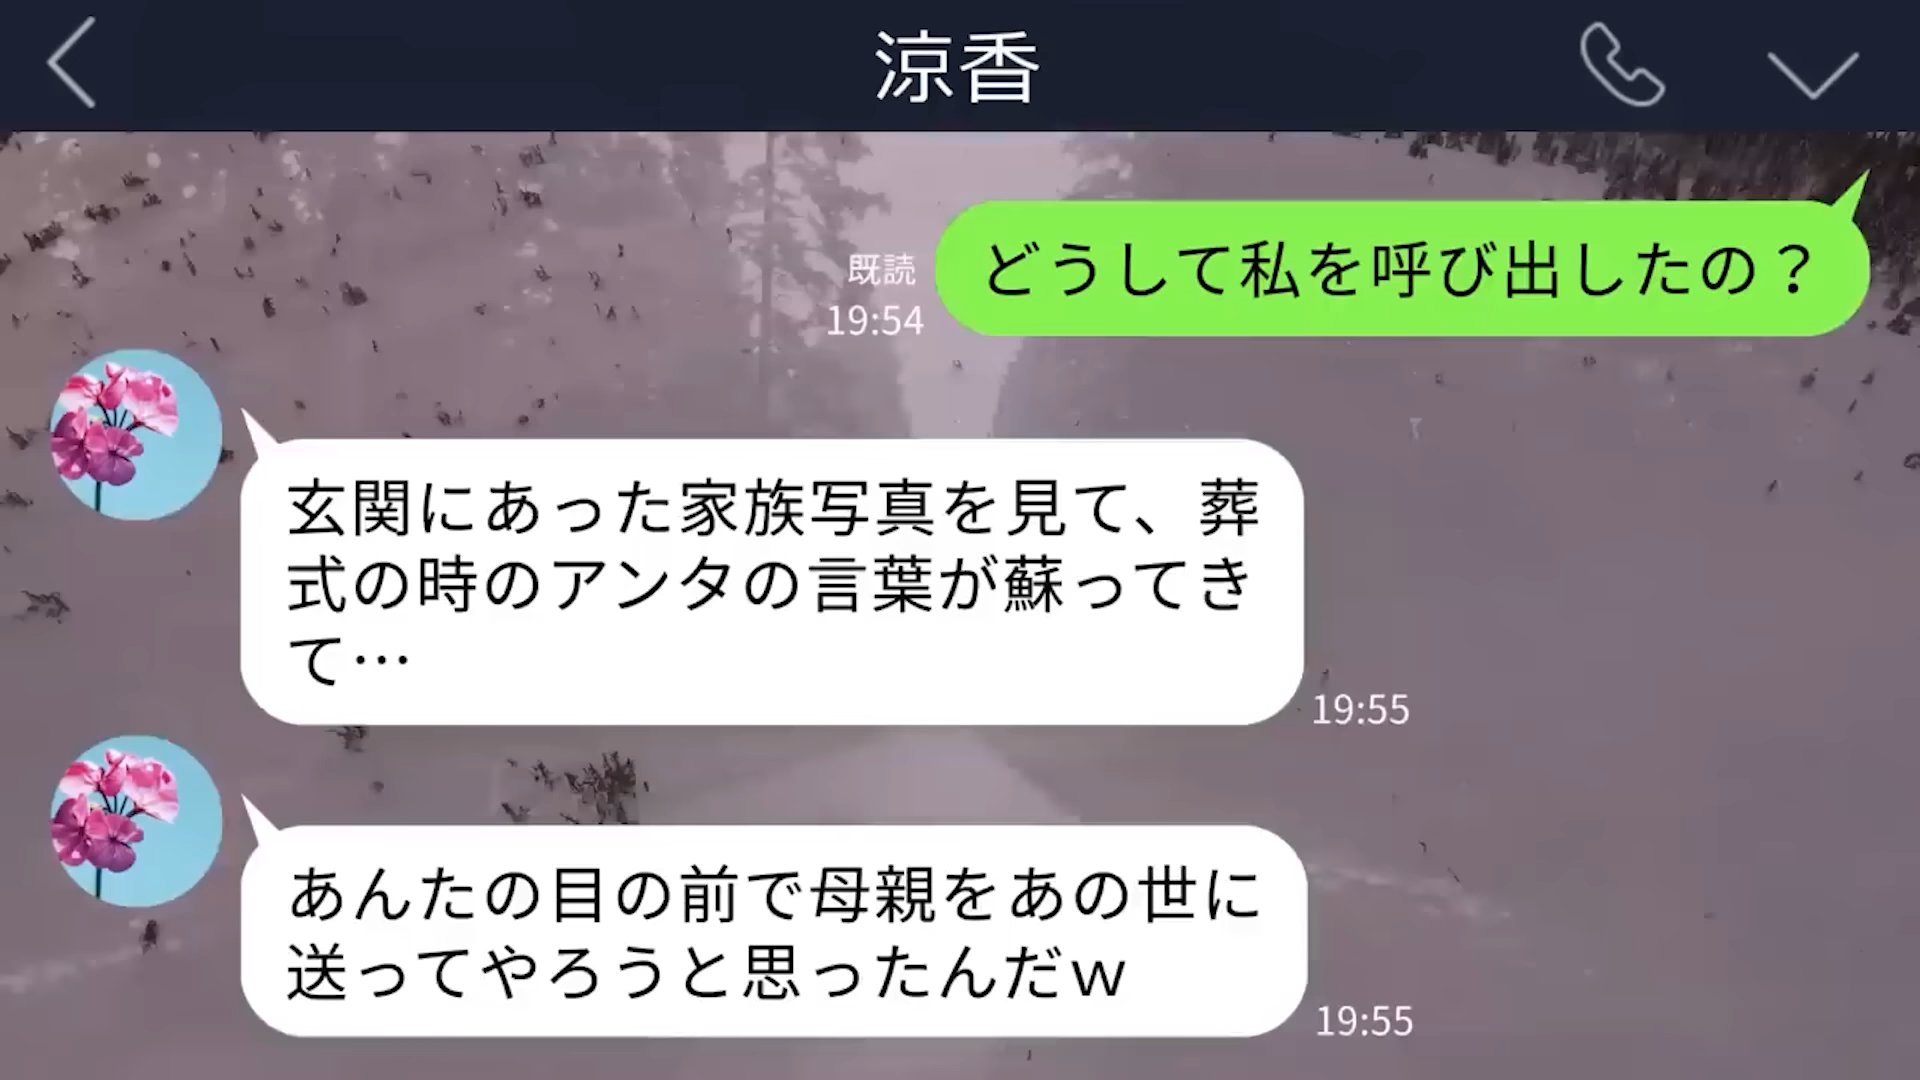 涼香
どうして私を呼び出したの？
既読
19:54
玄関にあった家族写真を見て、葬
式の時のアンタの言葉が蘇ってき
て…
19:55
あんたの目の前で母親をあの世に
送ってやろうと思ったんだｗ
19:55